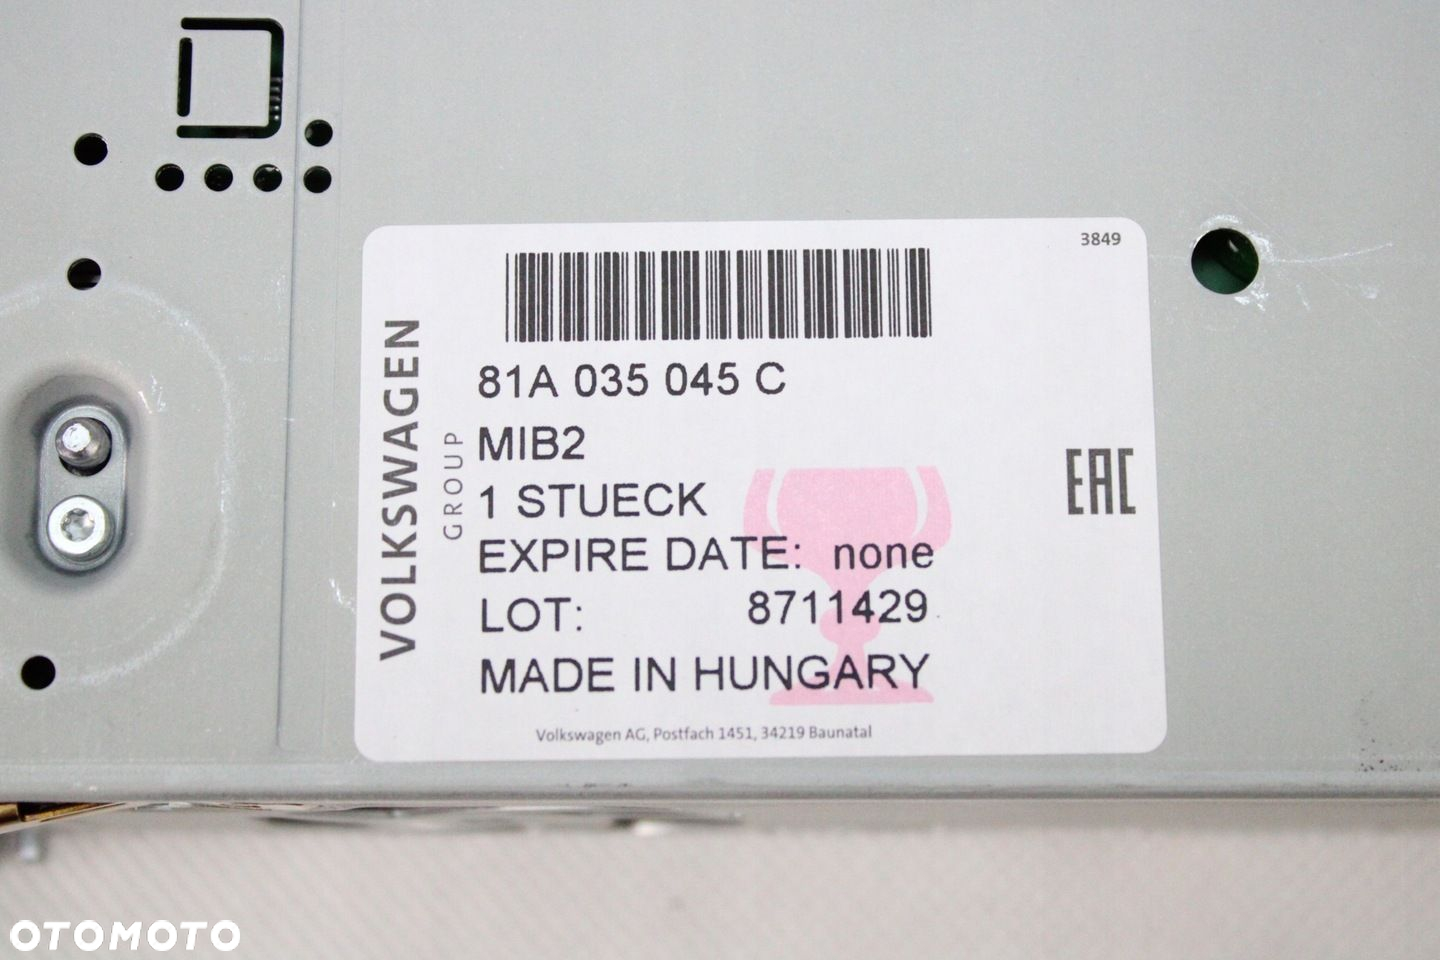 3849
VOLKSWAGEN
GROUP
81A 035 045 C
MIB2
1 STUECK
EXPIRE DATE: none
LOT: 8711429
MADE IN HUNGARY
EAC
Volkswagen AG, Postfach 1451, 34219 Baunatal
OTOMOTO